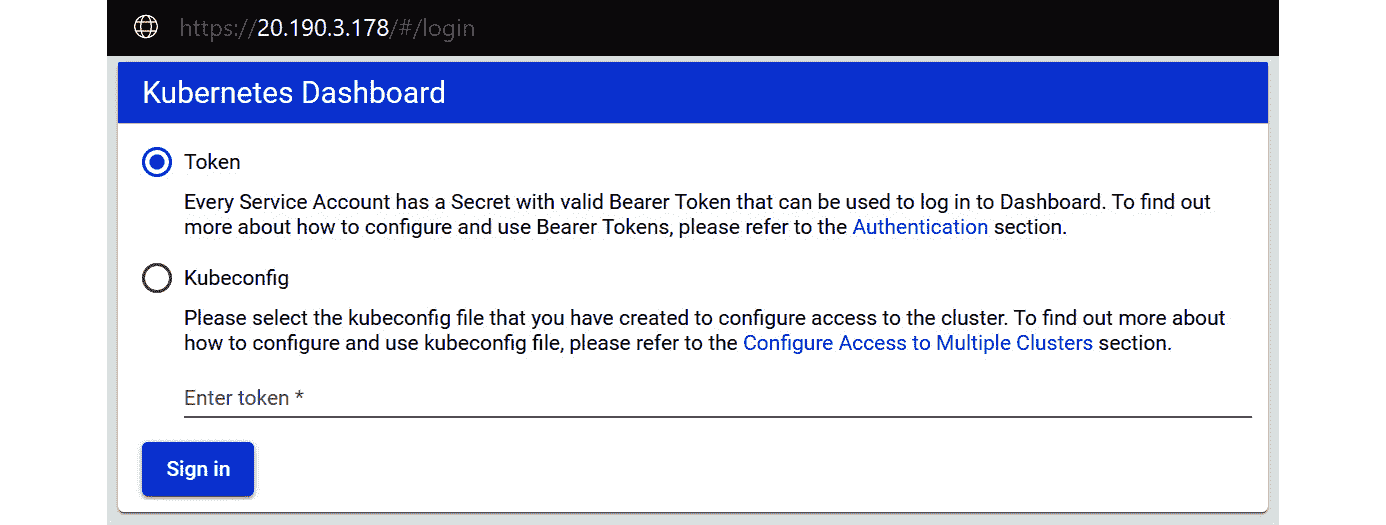 https://20.190.3.178/#/login
Kubernetes Dashboard
Token
Every Service Account has a Secret with valid Bearer Token that can be used to log in to Dashboard. To find out
more about how to configure and use Bearer Tokens, please refer to the Authentication section.
Kubeconfig
Please select the kubeconfig file that you have created to configure access to the cluster. To find out more about
how to configure and use kubeconfig file, please refer to the Configure Access to Multiple Clusters section.
Enter token *
Sign in